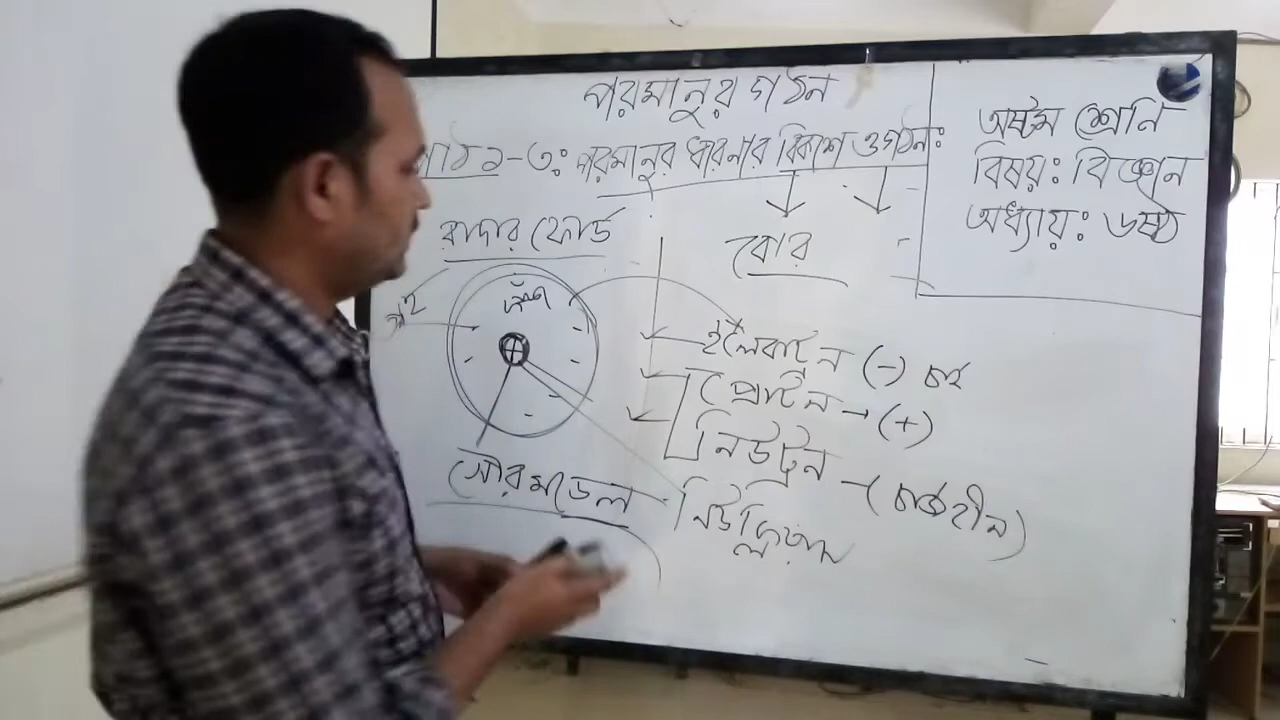 পরমানুর গঠন
পাঠ ১-৩: পরমানুর ধারনার বিকাশ ও গঠন:
অষ্টম শ্রেনি
বিষয়: বিজ্ঞান
অধ্যায়: ৬ষ্ঠ
রাদার ফোর্ড
বোর
ইলৈকট্রন (-) চার্য
প্রোটন → (+)
নিউট্রন - (চার্জহীন)
সৌরমডেল
নিউক্লিয়াস